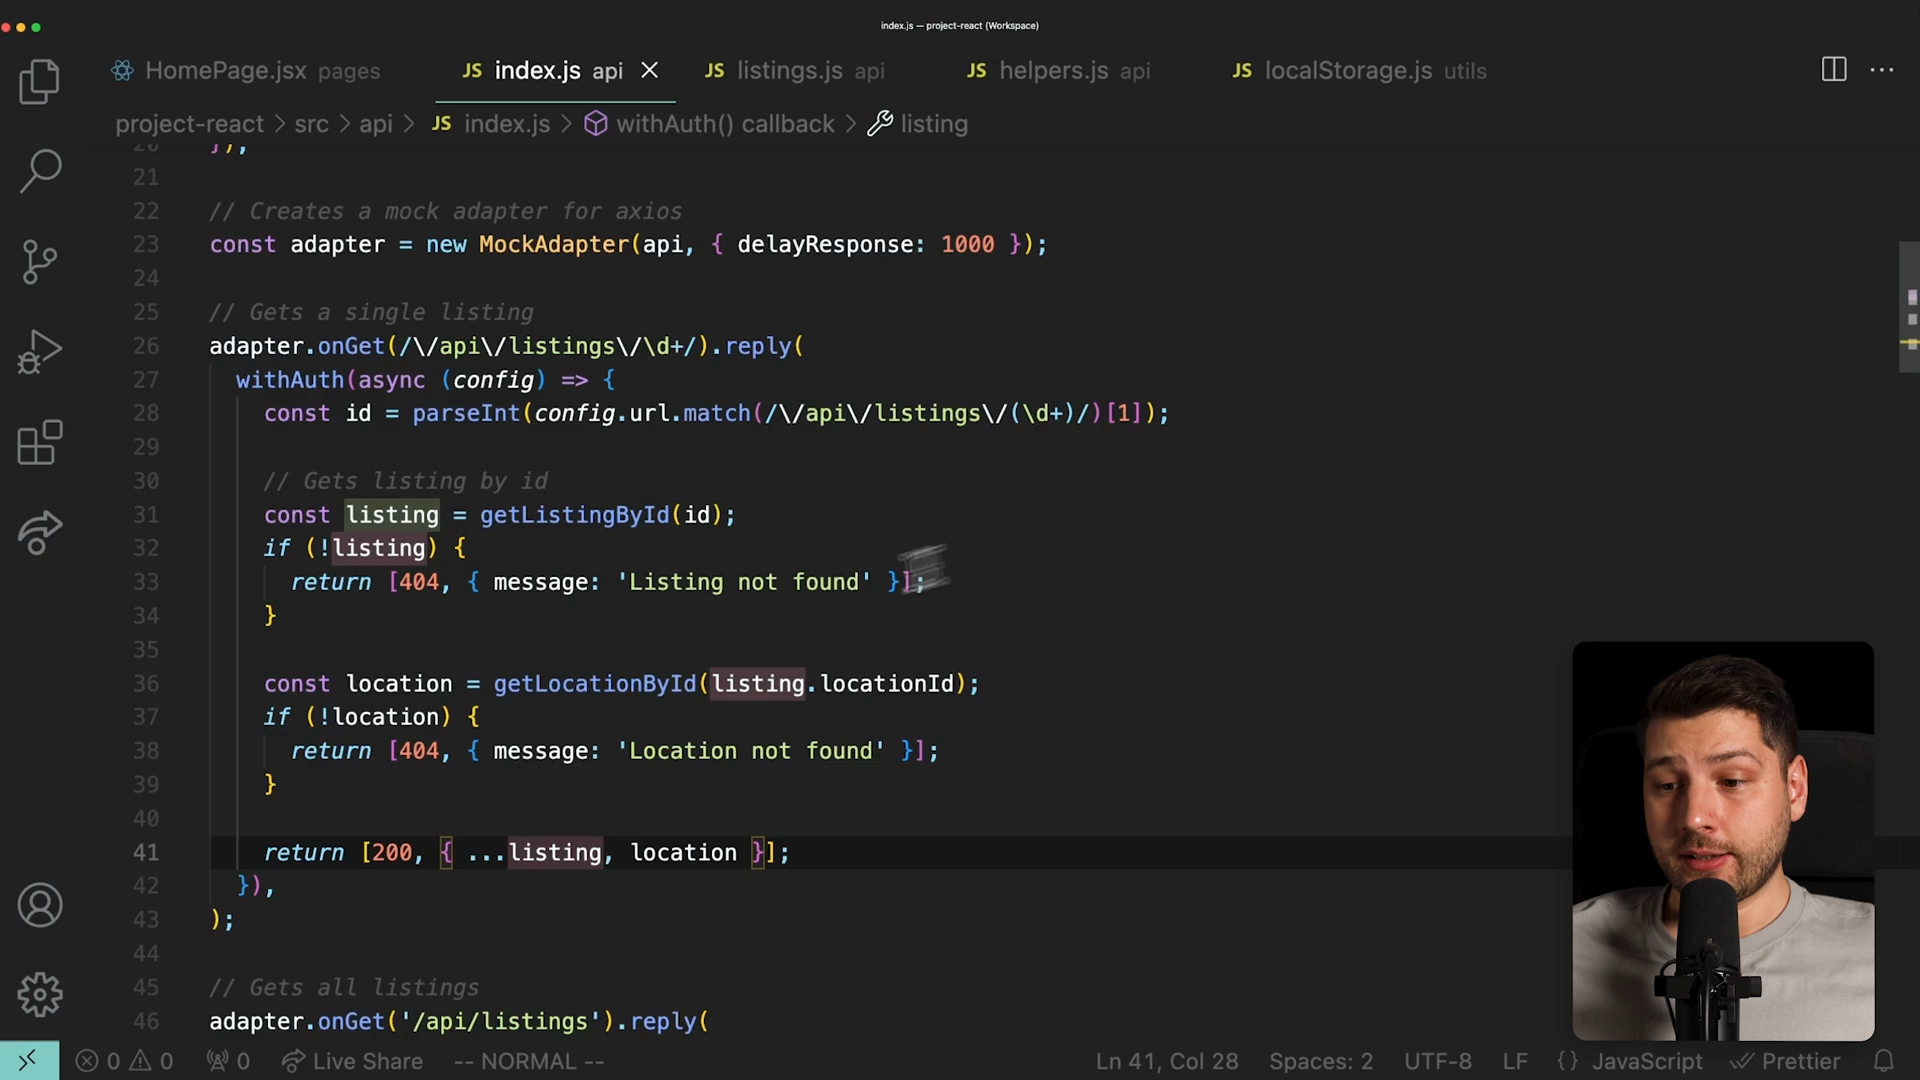 index.js — project-react (Workspace)
HomePage.jsx pages JS index.js api JS listings.js api JS helpers.js api JS localStorage.js utils
project-react > src > api > JS index.js > withAuth() callback > listing
20 });
21
22 // Creates a mock adapter for axios
23 const adapter = new MockAdapter(api, { delayResponse: 1000 });
24
25 // Gets a single listing
26 adapter.onGet(/\/api\/listings\/\d+/).reply(
27 withAuth(async (config) => {
28 const id = parseInt(config.url.match(/\/api\/listings\/(\d+)/)[1]);
29
30 // Gets listing by id
31 const listing = getListingById(id);
32 if (!listing) {
33 return [404, { message: 'Listing not found' }];
34 }
35
36 const location = getLocationById(listing.locationId);
37 if (!location) {
38 return [404, { message: 'Location not found' }];
39 }
40
41 return [200, { ...listing, location }];
42 }),
43 );
44
45 // Gets all listings
46 adapter.onGet('/api/listings').reply(
0 0 0 Live Share -- NORMAL -- Ln 41, Col 28 Spaces: 2 UTF-8 LF {} JavaScript Prettier